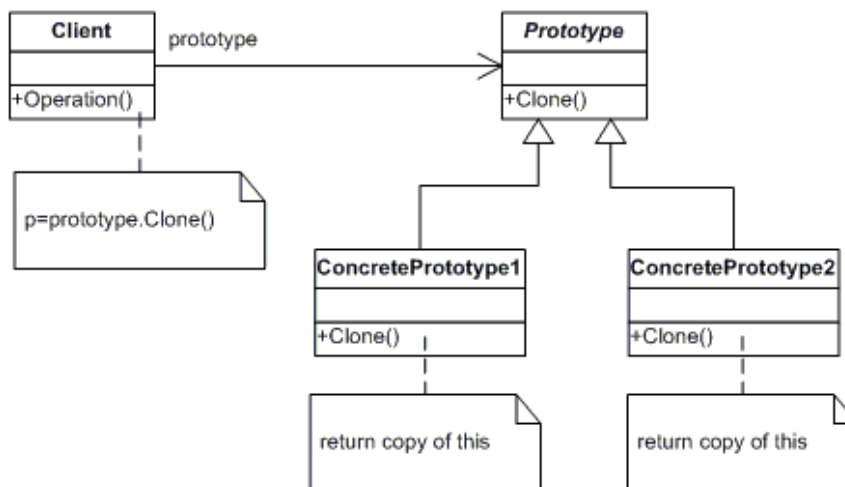 Client
prototype
Prototype
+Operation()
+Clone()
p=prototype.Clone()
ConcretePrototype1
ConcretePrototype2
+Clone()
+Clone()
return copy of this
return copy of this